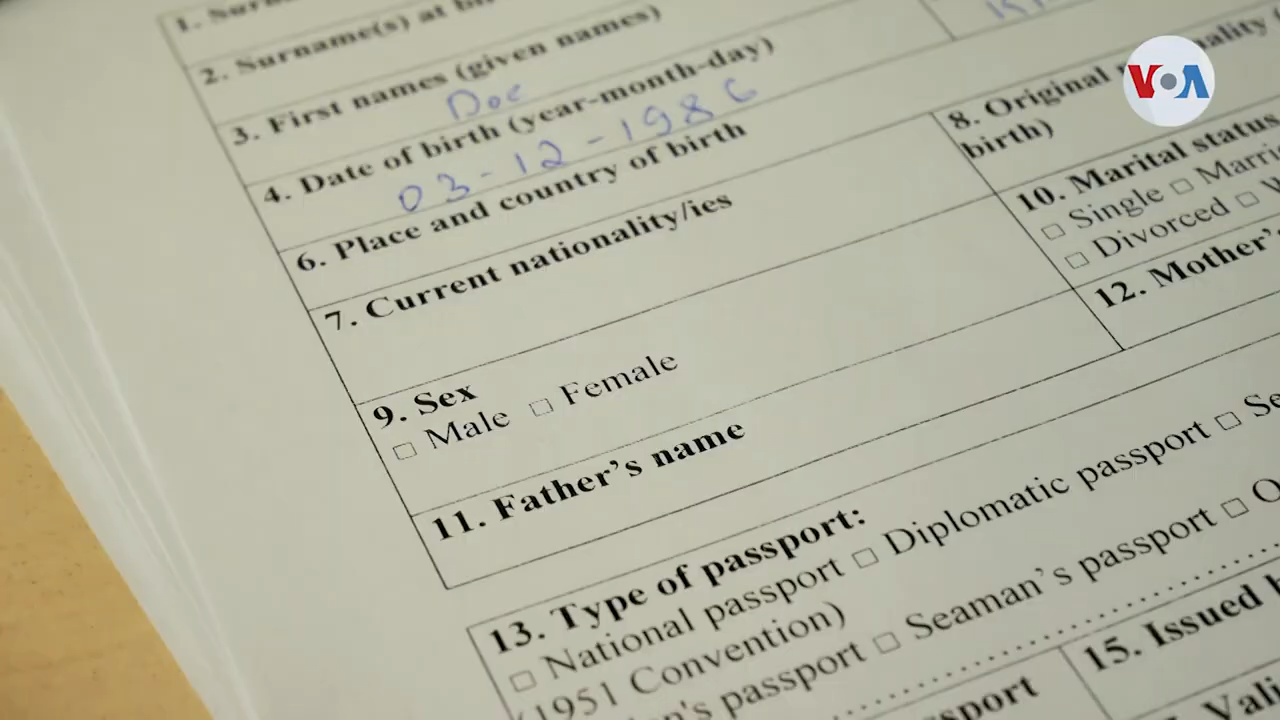 VOA
1.
2. Surname(s) at
3. First names (given names)
Doe
4. Date of birth (year-month-day)
03-12-1986
6. Place and country of birth
7. Current nationality/ies
8. Original
birth)
9. Sex
□ Male □ Female
10. Marital status
□ Single □
□ Divorced □
11. Father's name
12. Mother's
13. Type of passport:
□ National passport □ Diplomatic passport □
(1951 Convention)
passport □ Seaman's passport □
15. Issued